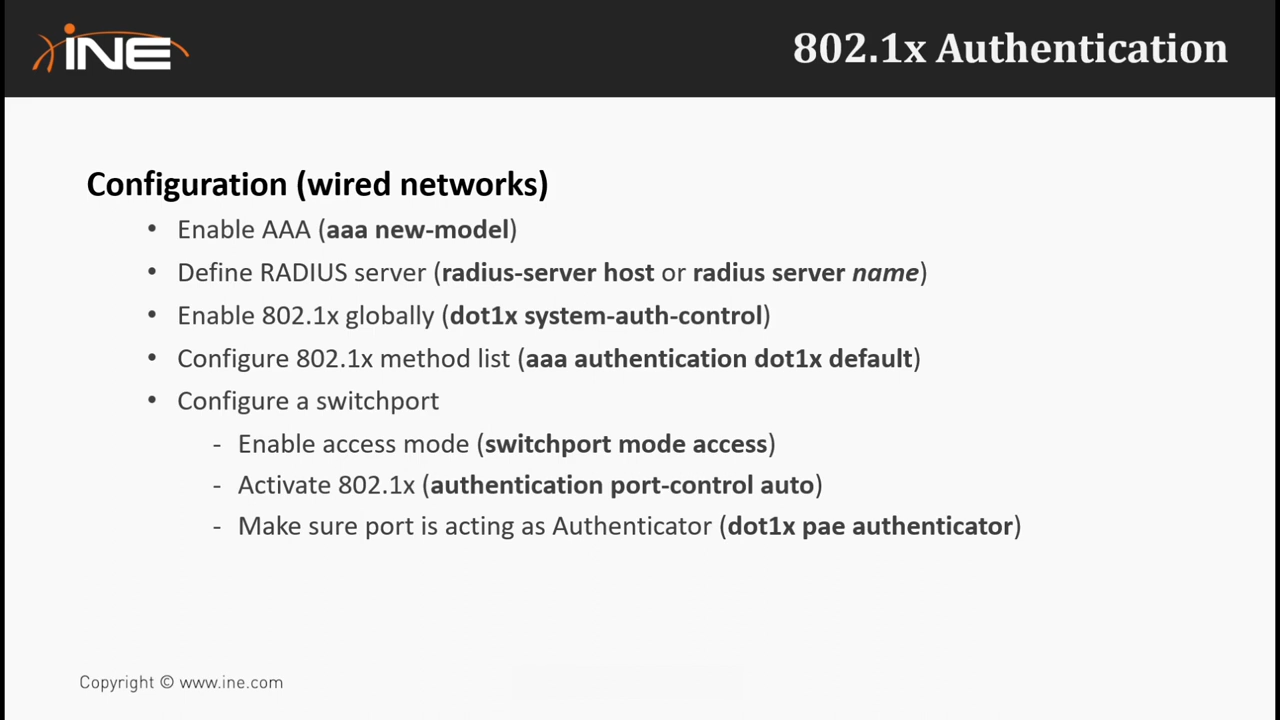 iNE
802.1x Authentication
Configuration (wired networks)
• Enable AAA (aaa new-model)
• Define RADIUS server (radius-server host or radius server name)
• Enable 802.1x globally (dot1x system-auth-control)
• Configure 802.1x method list (aaa authentication dot1x default)
• Configure a switchport
- Enable access mode (switchport mode access)
- Activate 802.1x (authentication port-control auto)
- Make sure port is acting as Authenticator (dot1x pae authenticator)
Copyright © www.ine.com